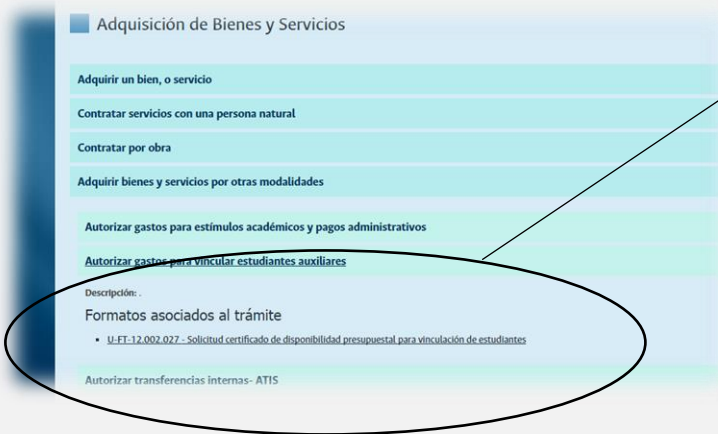 Adquisición de Bienes y Servicios
Adquirir un bien, o servicio
Contratar servicios con una persona natural
Contratar por obra
Adquirir bienes y servicios por otras modalidades
Autorizar gastos para estímulos académicos y pagos administrativos
Autorizar gastos para vincular estudiantes auxiliares
Descripción: .
Formatos asociados al trámite
• U-FT-12.002.027 - Solicitud certificado de disponibilidad presupuestal para vinculación de estudiantes
Autorizar transferencias internas- ATIS